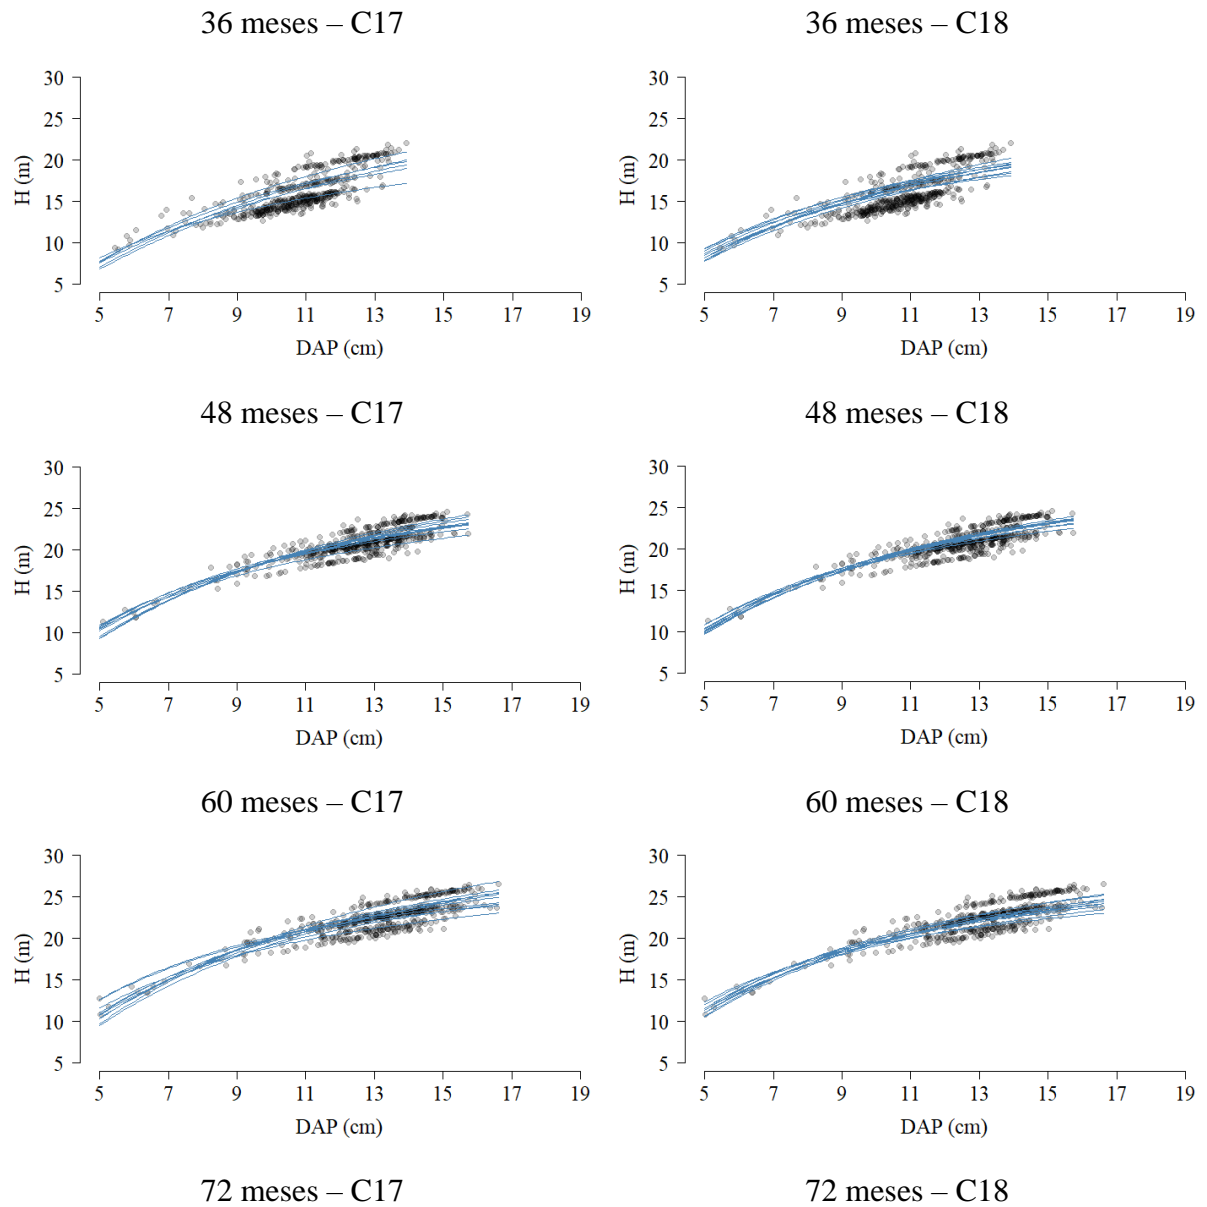 36 meses – C17
36 meses – C18
30
25
20
15
10
5
H (m)
5 7 9 11 13 15 17 19
DAP (cm)
30
25
20
15
10
5
H (m)
5 7 9 11 13 15 17 19
DAP (cm)
48 meses – C17
48 meses – C18
30
25
20
15
10
5
H (m)
5 7 9 11 13 15 17 19
DAP (cm)
30
25
20
15
10
5
H (m)
5 7 9 11 13 15 17 19
DAP (cm)
60 meses – C17
60 meses – C18
30
25
20
15
10
5
H (m)
5 7 9 11 13 15 17 19
DAP (cm)
30
25
20
15
10
5
H (m)
5 7 9 11 13 15 17 19
DAP (cm)
72 meses – C17
72 meses – C18